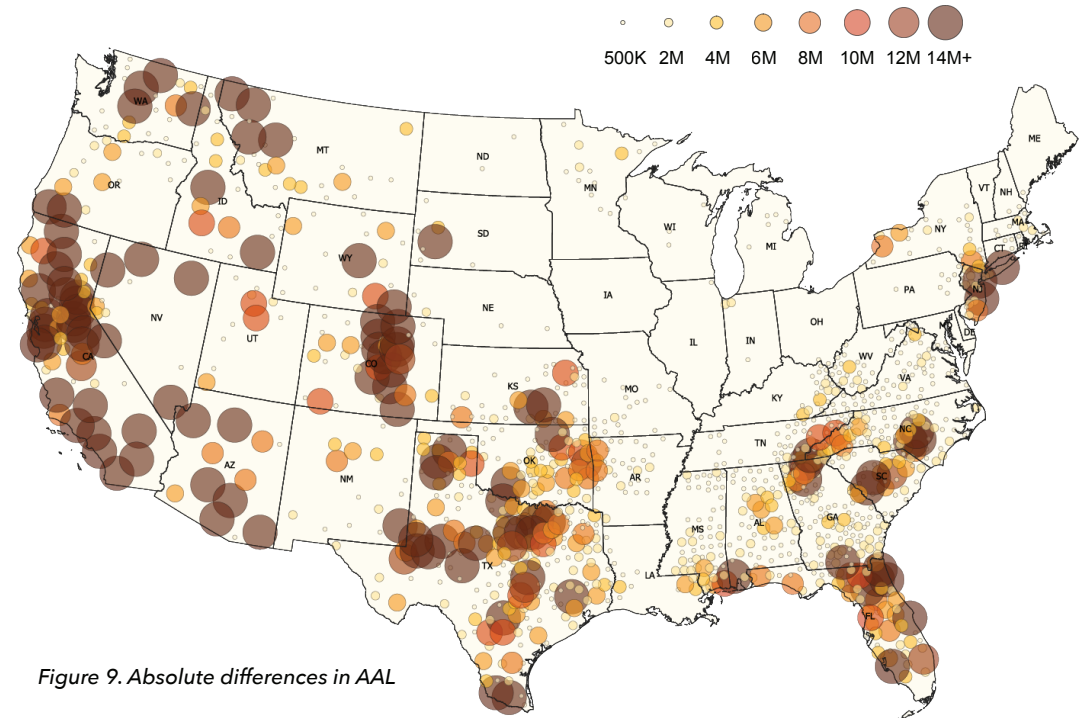 500K 2M 4M 6M 8M 10M 12M 14M+
WA
MT
ND
MN
OR
ID
SD
WI
MI
NY
VT
NH
ME
MA
CT
RI
WY
NE
IA
PA
NJ
NV
UT
CO
CA
KS
MO
IL
IN
OH
WV
MD
DE
VA
KY
AZ
NM
OK
AR
TN
NC
SC
TX
LA
MS
AL
GA
FL
Figure 9. Absolute differences in AAL